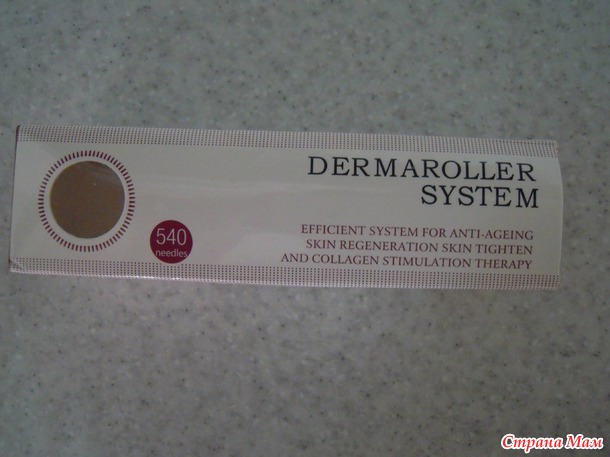 DERMAROLLER
SYSTEM
EFFICIENT SYSTEM FOR ANTI-AGEING
SKIN REGENERATION SKIN TIGHTEN
AND COLLAGEN STIMULATION THERAPY
540
needles
Страна Мам